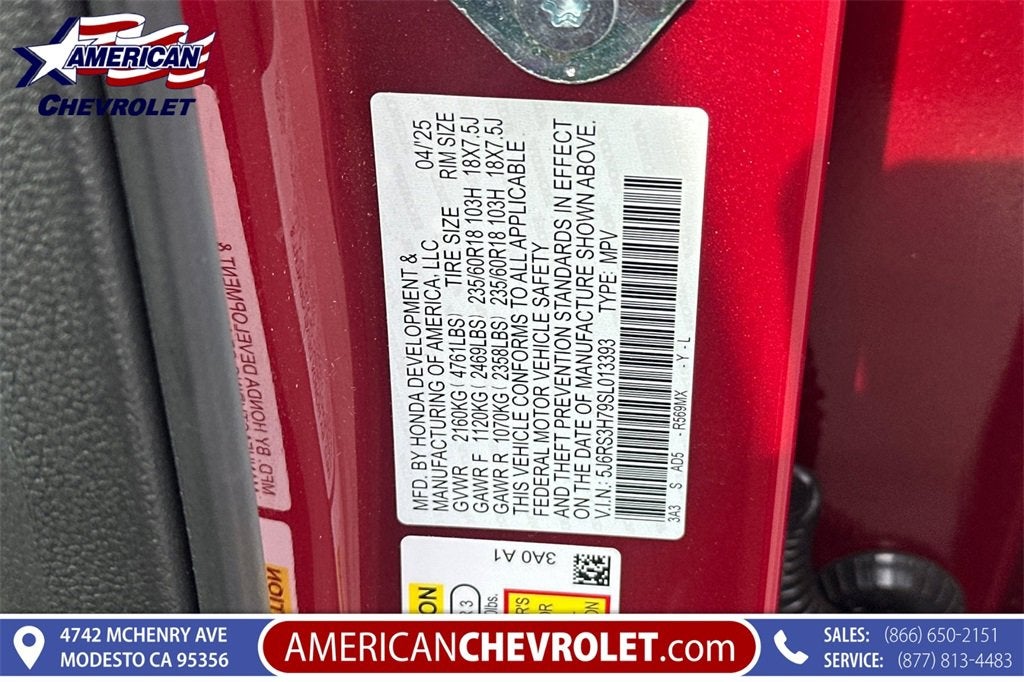 AMERICAN
CHEVROLET
MFD. BY HONDA DEVELOPMENT &
MANUFACTURING OF AMERICA, LLC 04/'25
GVWR 2160KG ( 4761LBS) TIRE SIZE RIM SIZE
GAWR F 1120KG ( 2469LBS) 235/60R18 103H 18X7.5J
GAWR R 1070KG ( 2358LBS) 235/60R18 103H 18X7.5J
THIS VEHICLE CONFORMS TO ALL APPLICABLE
FEDERAL MOTOR VEHICLE SAFETY
AND THEFT PREVENTION STANDARDS IN EFFECT
ON THE DATE OF MANUFACTURE SHOWN ABOVE.
V.I.N.: 5J6RS3H79SL013393 TYPE: MPV
3A3 S AD5 - R569MX - Y - L
MFD. BY HONDA DEVELOPMENT &
3A0 A1
4742 MCHENRY AVE
MODESTO CA 95356
AMERICANCHEVROLET.com
SALES: (866) 650-2151
SERVICE: (877) 813-4483